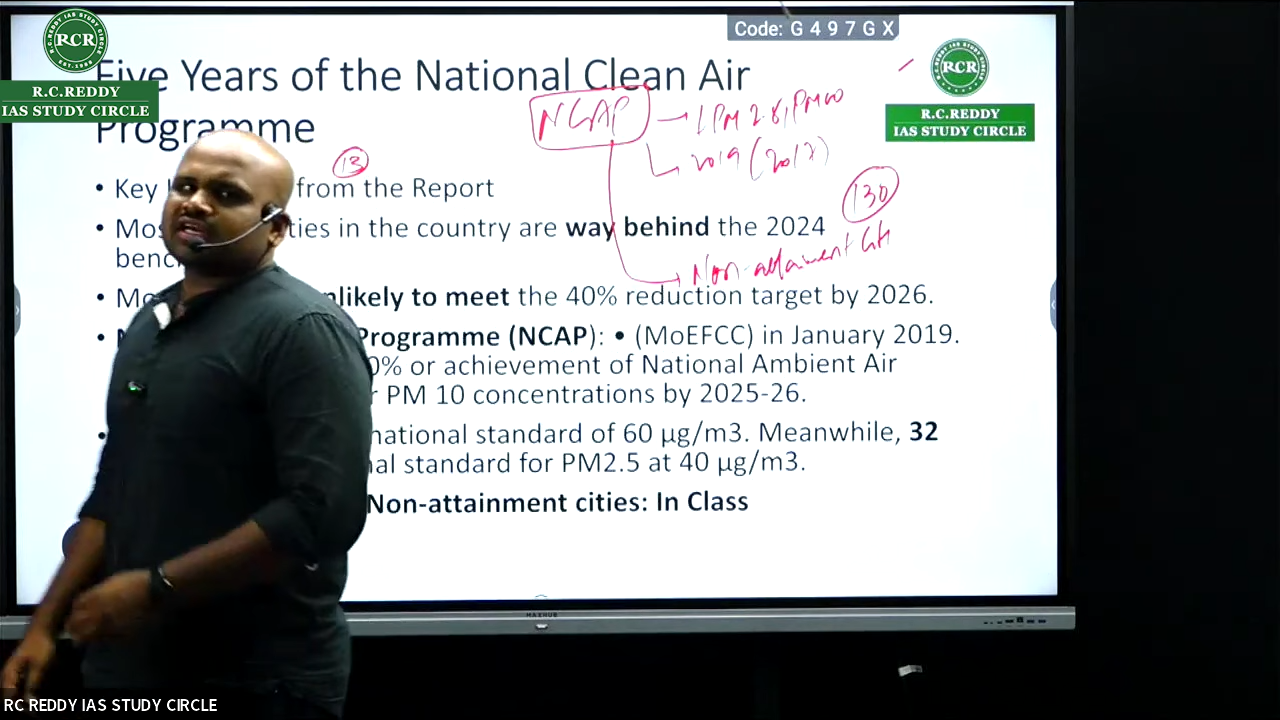 Code: G 4 9 7 G X
RCR
EST.1988
R.C.REDDY
IAS STUDY CIRCLE
RCR
R.C.REDDY
IAS STUDY CIRCLE
Five Years of the National Clean Air
Programme
NCAP
PM 2.5, PM10
2019 (2017)
13
130
Non-attainment
• Key from the Report
• ties in the country are way behind the 2024
benc
• unlikely to meet the 40% reduction target by 2026.
• Programme (NCAP): • (MoEFCC) in January 2019.
0% or achievement of National Ambient Air
PM 10 concentrations by 2025-26.
national standard of 60 µg/m3. Meanwhile, 32
al standard for PM2.5 at 40 µg/m3.
Non-attainment cities: In Class
MAXHUB
RC REDDY IAS STUDY CIRCLE